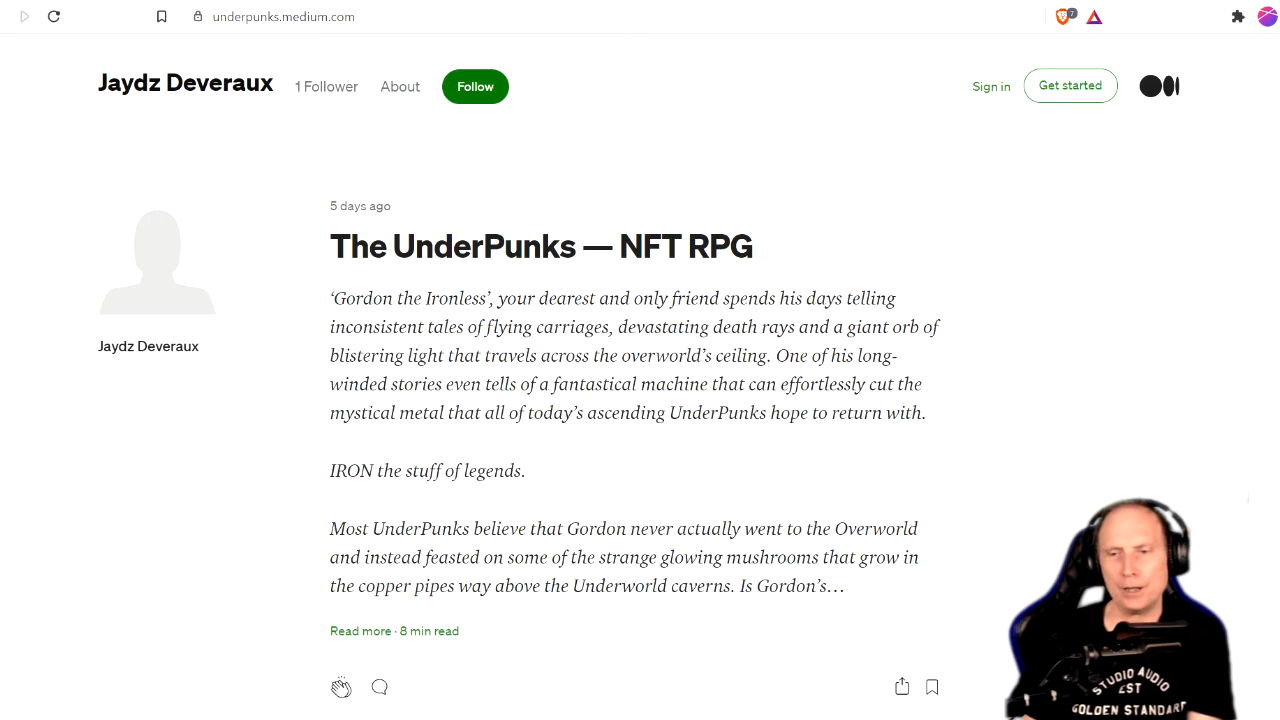 underpunks.medium.com
7
Jaydz Deveraux
1 Follower
About
Follow
Sign in
Get started
5 days ago
The UnderPunks — NFT RPG
‘Gordon the Ironless’, your dearest and only friend spends his days telling
inconsistent tales of flying carriages, devastating death rays and a giant orb of
blistering light that travels across the overworld’s ceiling. One of his long-
winded stories even tells of a fantastical machine that can effortlessly cut the
mystical metal that all of today’s ascending UnderPunks hope to return with.
IRON the stuff of legends.
Most UnderPunks believe that Gordon never actually went to the Overworld
and instead feasted on some of the strange glowing mushrooms that grow in
the copper pipes way above the Underworld caverns. Is Gordon’s…
Jaydz Deveraux
Read more · 8 min read
STUDIO AUDIO
EST
GOLDEN STANDARD